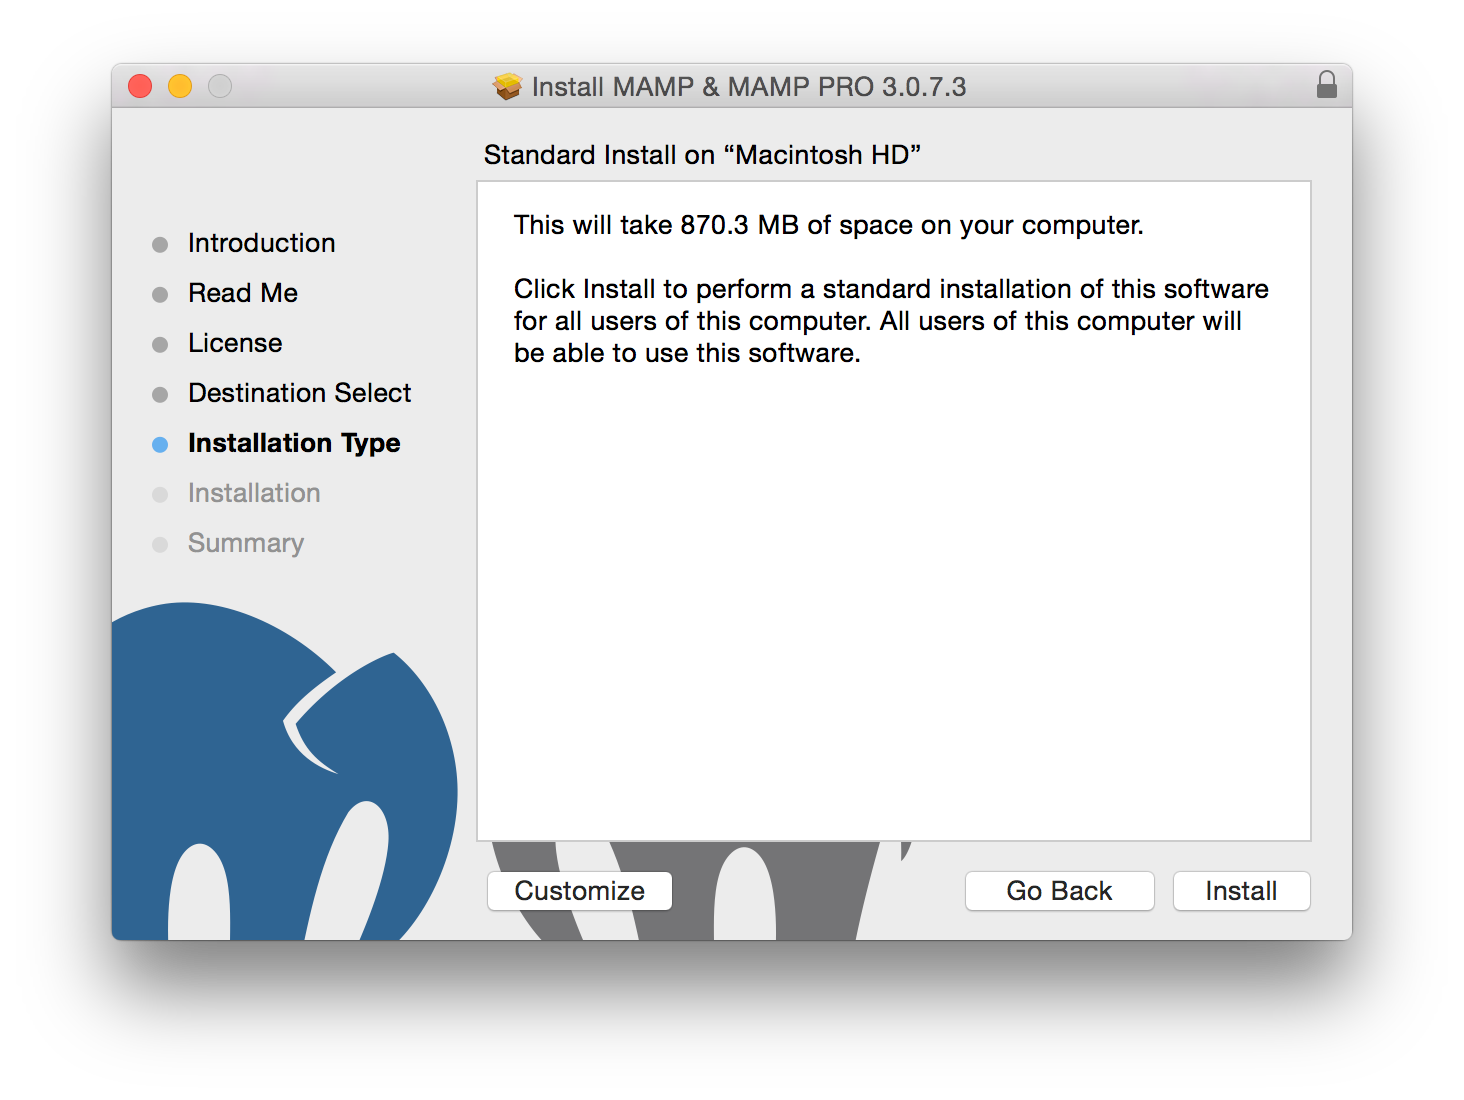 Install MAMP & MAMP PRO 3.0.7.3
Standard Install on “Macintosh HD”
Introduction
Read Me
License
Destination Select
Installation Type
Installation
Summary
This will take 870.3 MB of space on your computer.
Click Install to perform a standard installation of this software
for all users of this computer. All users of this computer will
be able to use this software.
Customize
Go Back
Install